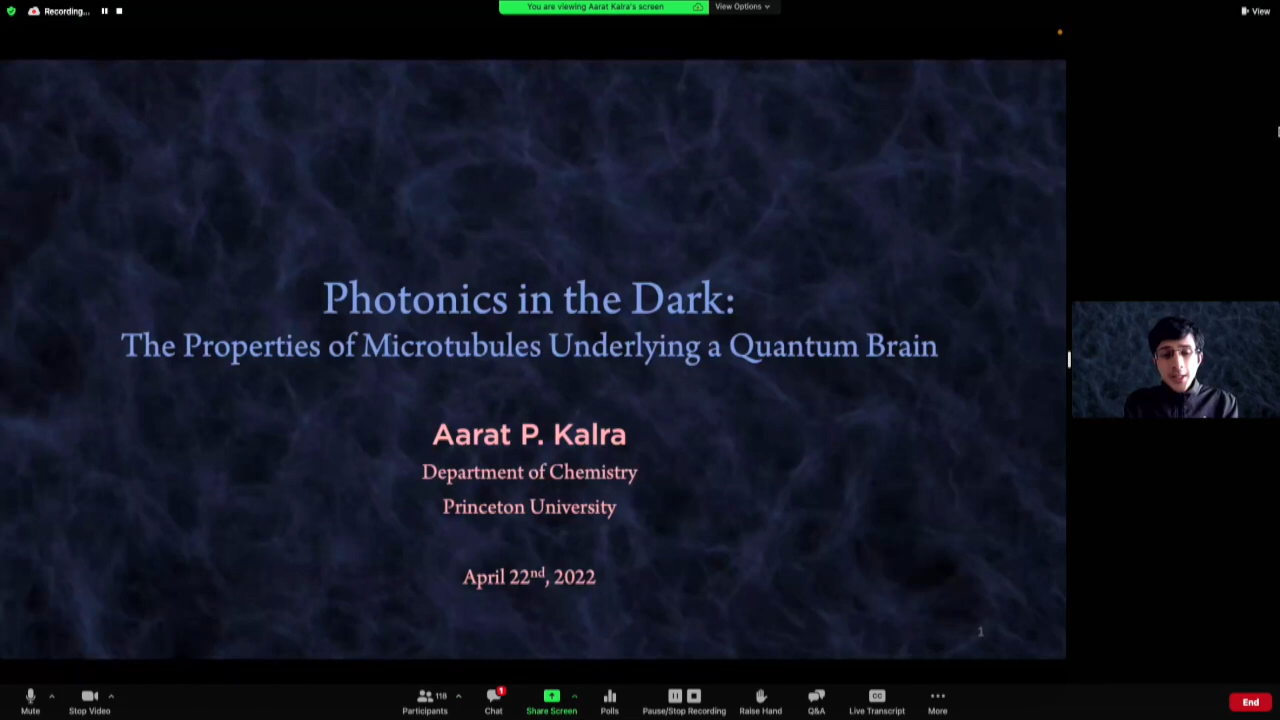 Recording...
You are viewing Aarat Kalra's screen
View Options
View
Photonics in the Dark:
The Properties of Microtubules Underlying a Quantum Brain
Aarat P. Kalra
Department of Chemistry
Princeton University
April 22nd, 2022
1
Mute
Stop Video
118
Participants
1
Chat
Share Screen
Polls
Pause/Stop Recording
Raise Hand
Q&A
CC
Live Transcript
More
End